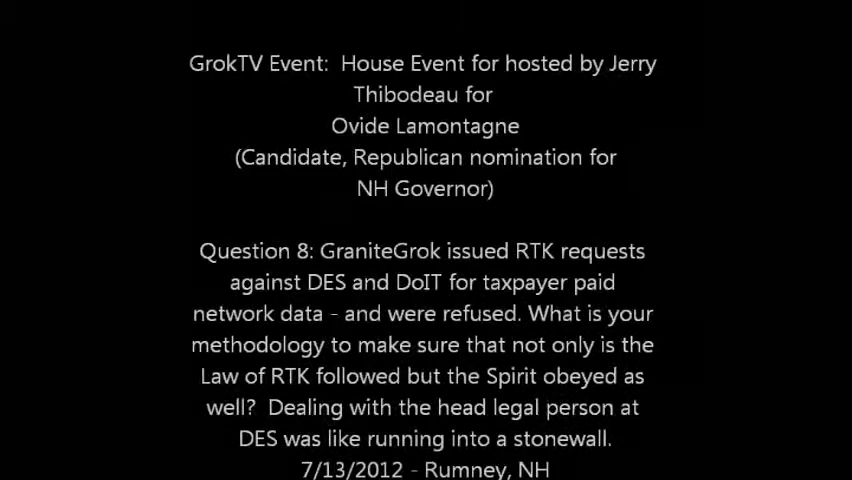 GrokTV Event:  House Event for hosted by Jerry
Thibodeau for
Ovide Lamontagne
(Candidate, Republican nomination for
NH Governor)
Question 8: GraniteGrok issued RTK requests
against DES and DoIT for taxpayer paid
network data - and were refused. What is your
methodology to make sure that not only is the
Law of RTK followed but the Spirit obeyed as
well?  Dealing with the head legal person at
DES was like running into a stonewall.
7/13/2012 - Rumney, NH